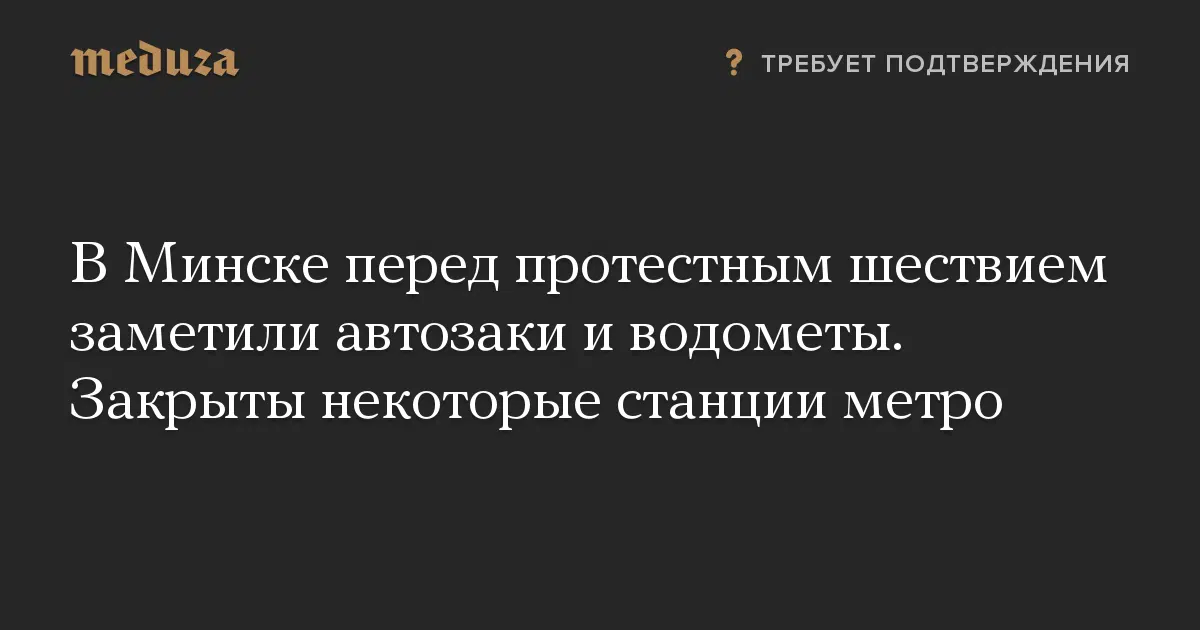 meduza
? ТРЕБУЕТ ПОДТВЕРЖДЕНИЯ
В Минске перед протестным шествием
заметили автозаки и водометы.
Закрыты некоторые станции метро